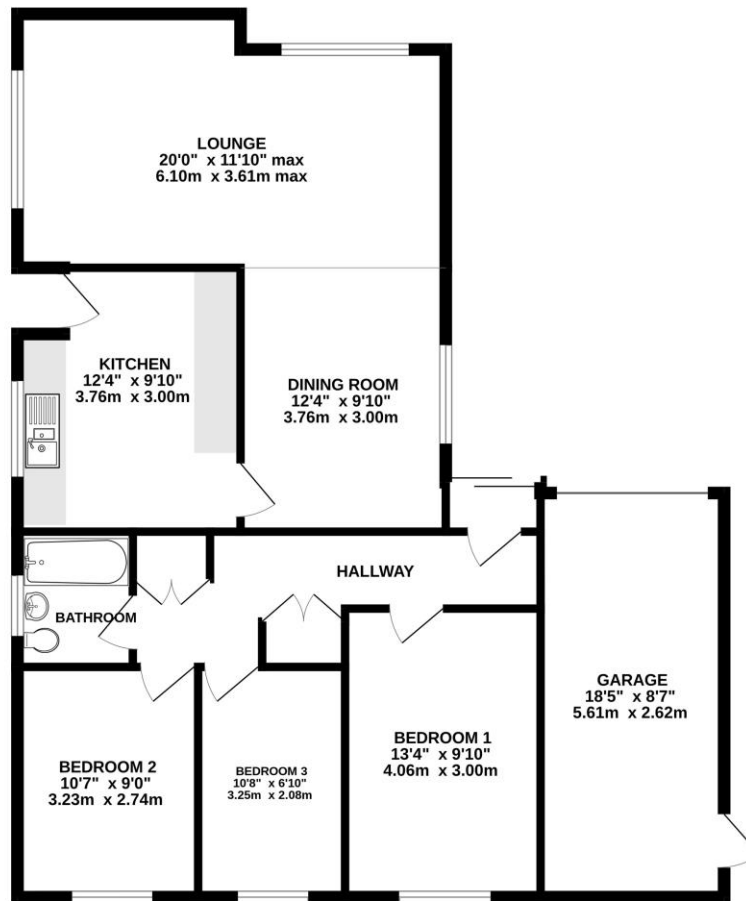 LOUNGE
20'0" x 11'10" max
6.10m x 3.61m max
KITCHEN
12'4" x 9'10"
3.76m x 3.00m
DINING ROOM
12'4" x 9'10"
3.76m x 3.00m
HALLWAY
BATHROOM
GARAGE
18'5" x 8'7"
5.61m x 2.62m
BEDROOM 2
10'7" x 9'0"
3.23m x 2.74m
BEDROOM 3
10'8" x 6'10"
3.25m x 2.08m
BEDROOM 1
13'4" x 9'10"
4.06m x 3.00m